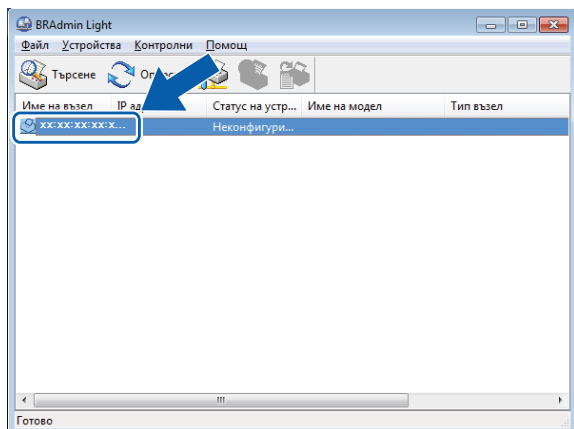 BRAdmin Light
Файл Устройства Контролни Помощ
Търсене
Име на възел IP Статус на устр... Име на модел Тип възел
xx:xx:xx:xx:x... Неконфигури...
Готово